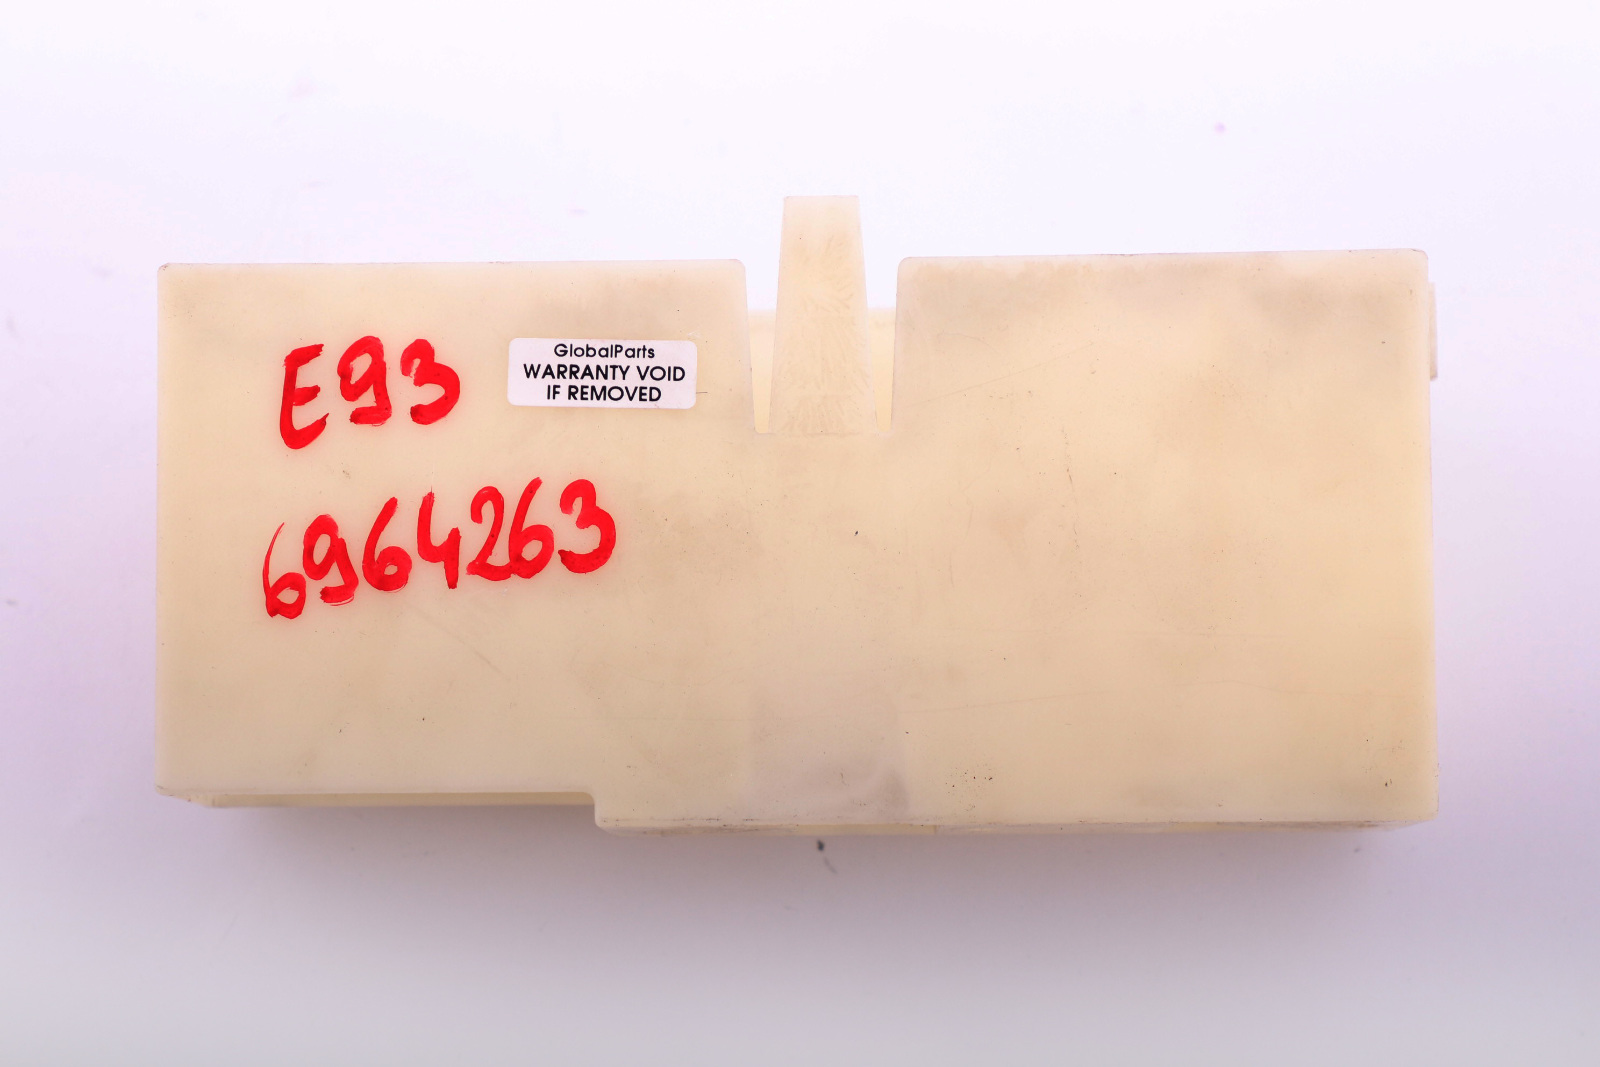 E93
GlobalParts
WARRANTY VOID
IF REMOVED
6964263